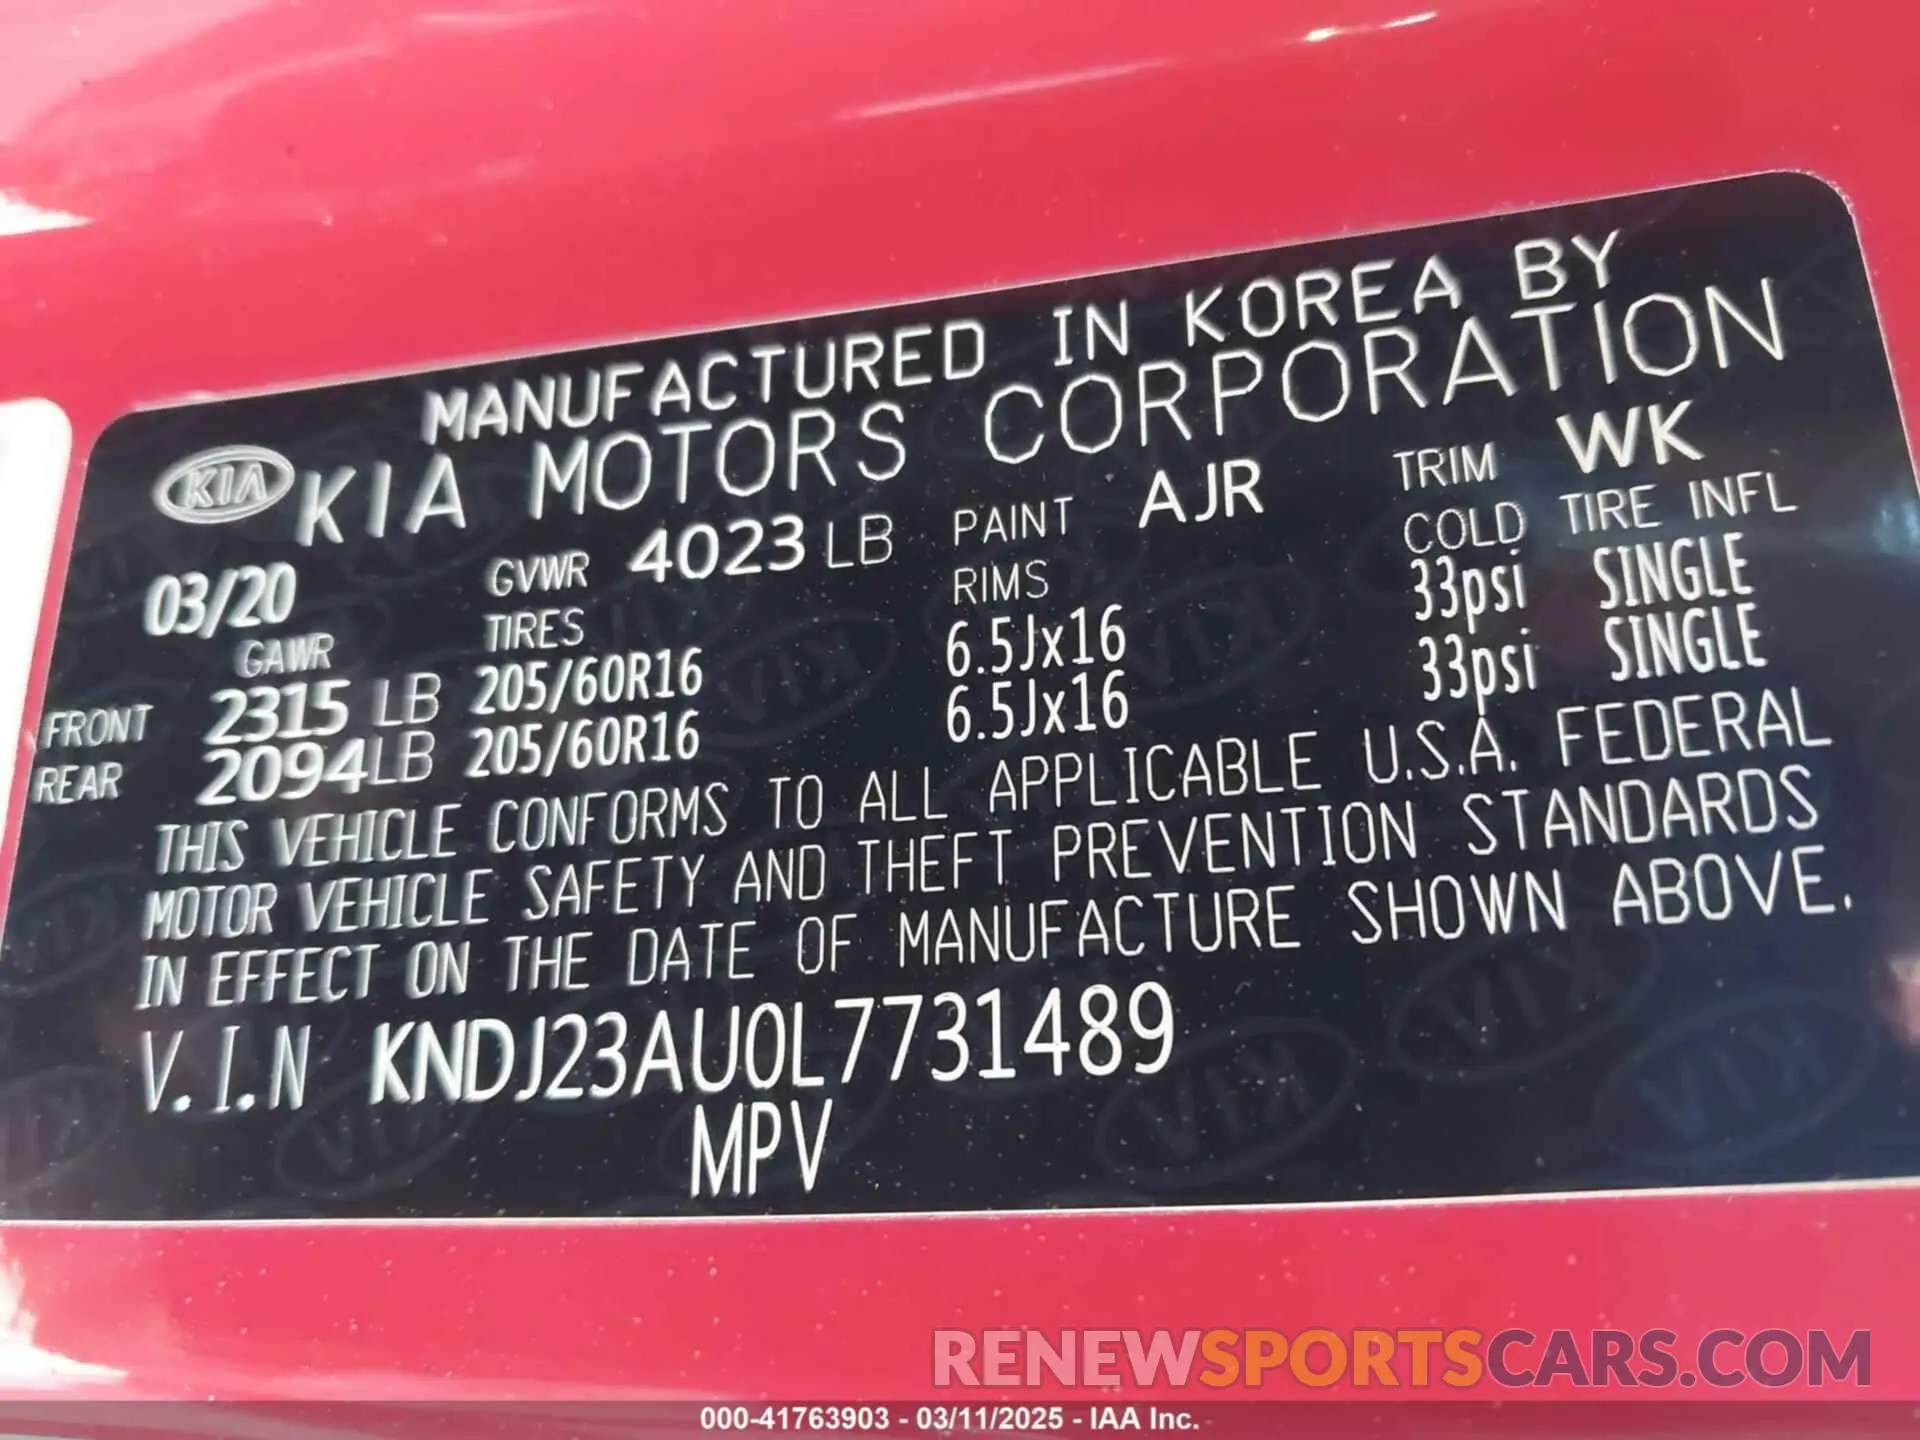 MANUFACTURED IN KOREA BY
KIA KIA MOTORS CORPORATION
03/20 GVWR 4023 LB PAINT AJR TRIM WK
GAWR TIRES RIMS COLD TIRE INFL
FRONT 2315 LB 205/60R16 6.5Jx16 33psi SINGLE
REAR 2094LB 205/60R16 6.5Jx16 33psi SINGLE
THIS VEHICLE CONFORMS TO ALL APPLICABLE U.S.A. FEDERAL
MOTOR VEHICLE SAFETY AND THEFT PREVENTION STANDARDS
IN EFFECT ON THE DATE OF MANUFACTURE SHOWN ABOVE.
V.I.N KNDJ23AU0L7731489
MPV
RENEWSPORTSCARS.COM
000-41763903 - 03/11/2025 - IAA Inc.